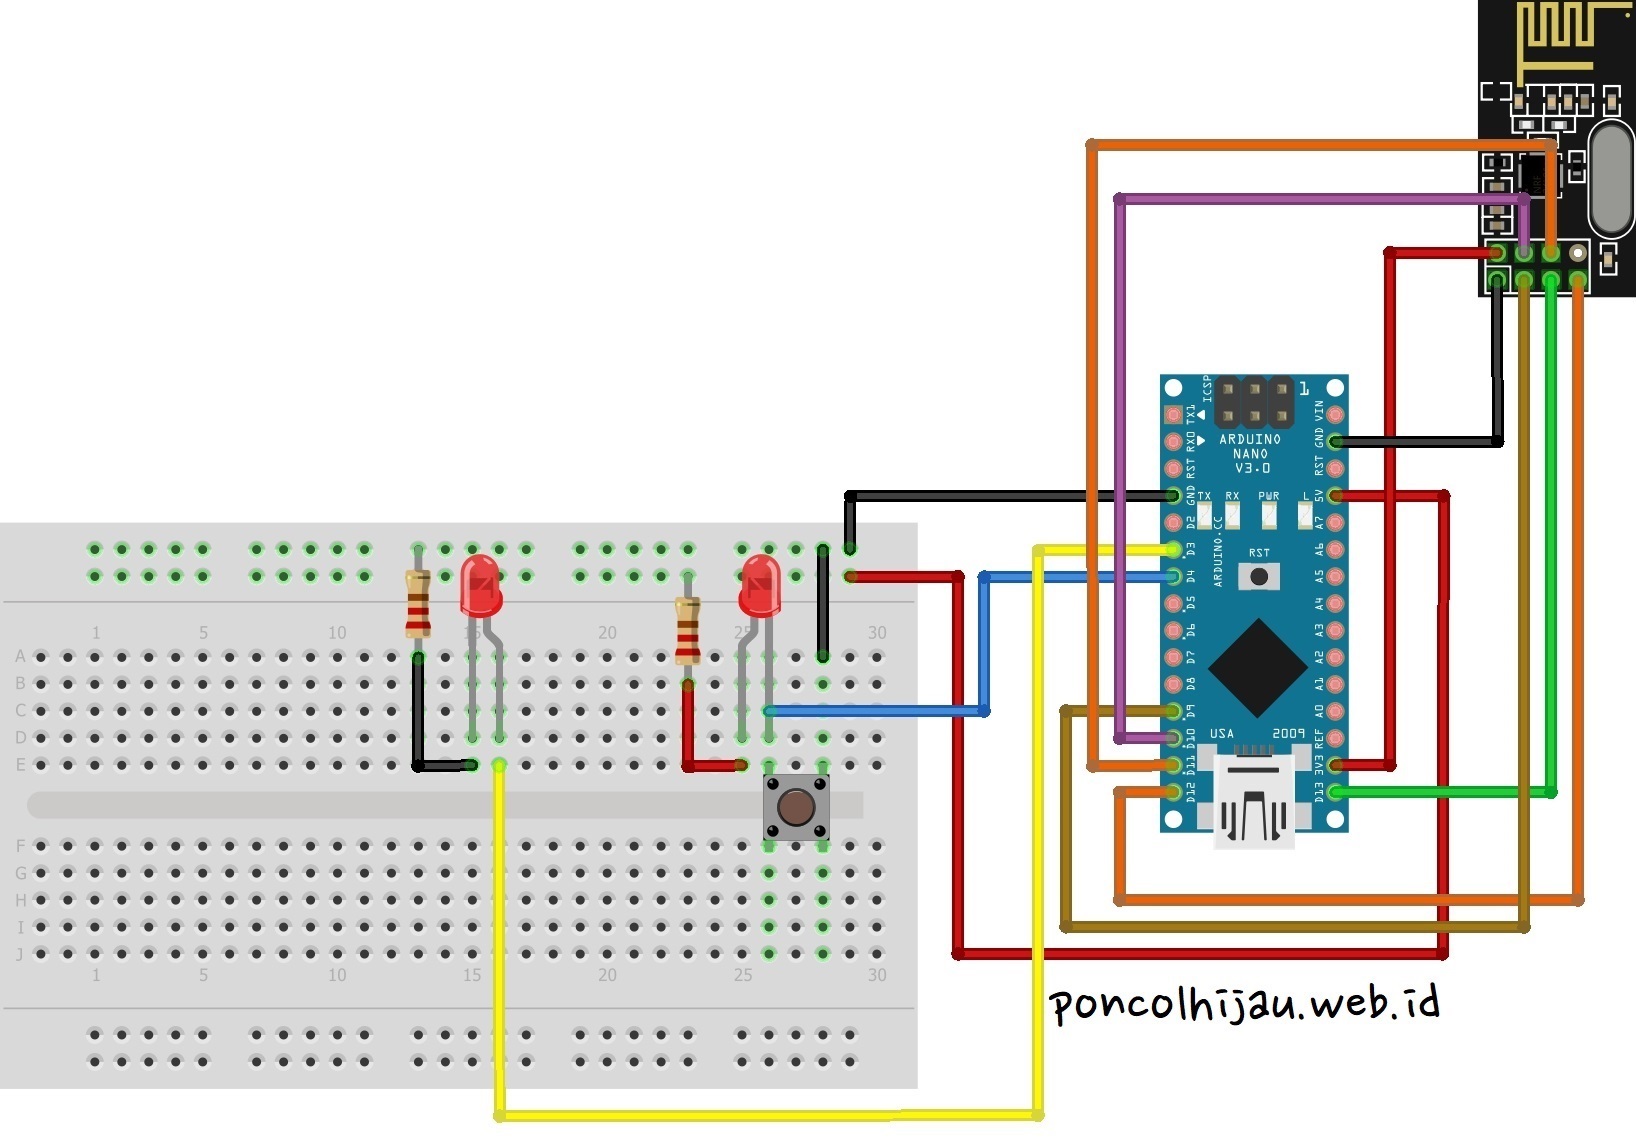 ICSP
1
TX1
RX0
RST
GND
D2
D3
D4
D5
D6
D7
D8
D9
D10
D11
D12
VIN
GND
RST
5V
A7
A6
A5
A4
A3
A2
A1
A0
REF
3V3
D13
ARDUINO
NANO
V3.0
TX RX PWR L
RST
ARDUINO.CC
USA 2009
1 5 10 15 20 25 30
A
B
C
D
E
F
G
H
I
J
1 5 10 15 20 25 30
poncolhijau.web.id